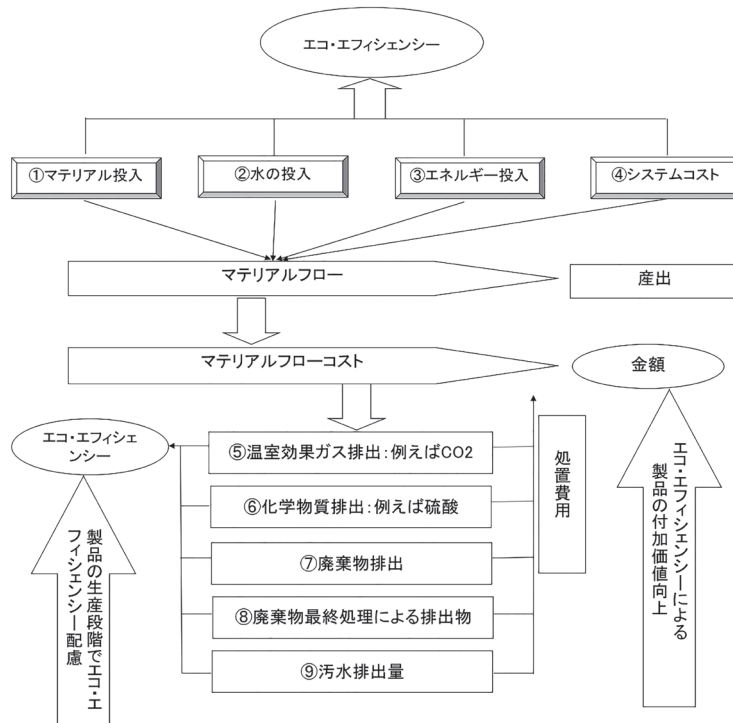 エコ・エフィシェンシー
①マテリアル投入
②水の投入
③エネルギー投入
④システムコスト
マテリアルフロー
産出
マテリアルフローコスト
金額
エコ・エフィシェ
ンシー
⑤温室効果ガス排出：例えばCO2
⑥化学物質排出：例えば硫酸
⑦廃棄物排出
⑧廃棄物最終処理による排出物
⑨汚水排出量
処置費用
エコ・エフィシェンシーによる
製品の付加価値向上
製品の生産段階でエコ・エ
フィシェンシー配慮